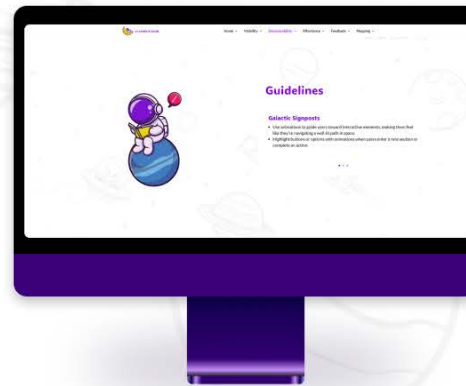 Home Visibility Discoverability Affordance Feedback Mapping
Guidelines
Galactic Signposts
Use animations to guide users toward interactive elements, making them feel
like they're navigating a well-lit path in space.
Highlight buttons or options with animations when users enter a new section or
complete an action.